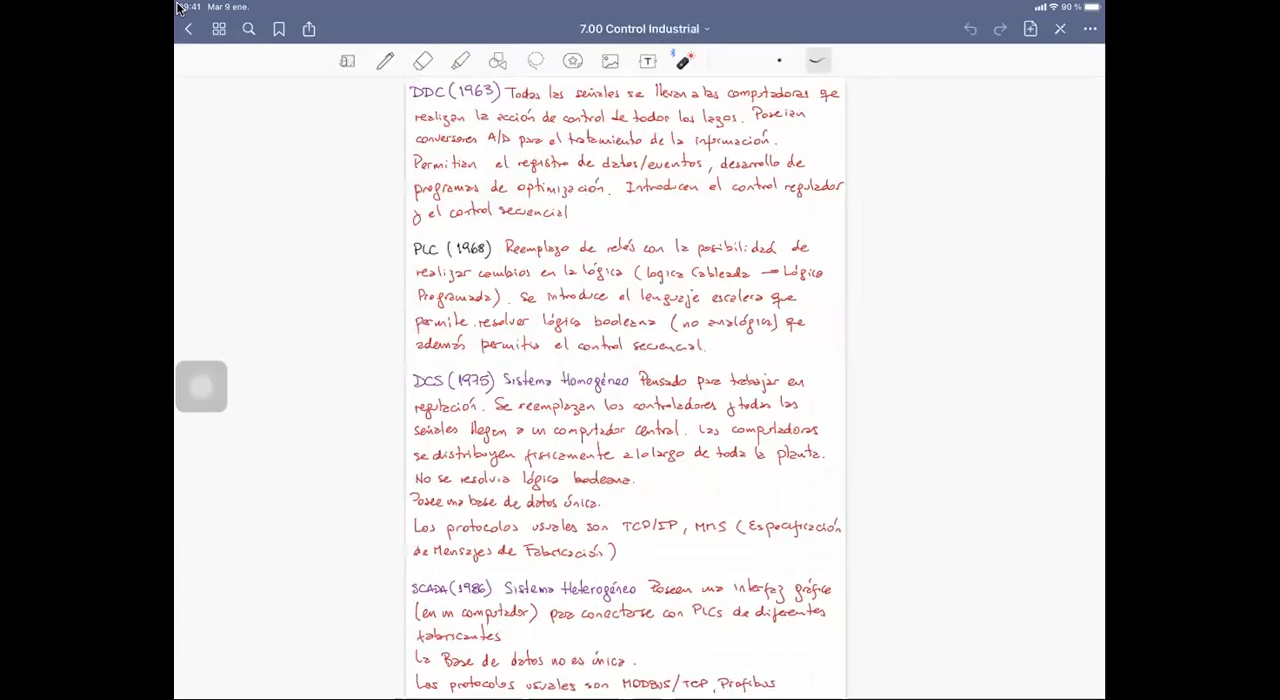 9:41 Mar 9 ene.
90 %
7.00 Control Industrial
DDC (1963) Todas las señales se llevan a las computadoras que
realizan la acción de control de todos los lazos. Poseian
conversores A/D para el tratamiento de la información.
Permitian el registro de datos/eventos, desarrollo de
programas de optimización. Introducen el control regulador
y el control secuencial
PLC (1968) Reemplazo de relés con la posibilidad de
realizar cambios en la lógica (logica Cableada → Lógica
Programada). Se introduce el lenguaje escalera que
permite resolver lógica booleana (no analógica) que
además permitia el control secuencial.
DCS (1975) Sistema Homogéneo Pensado para trabajar en
regulación. Se reemplazan los controladores y todas las
señales llegan a un computador central. Las computadoras
se distribuyen fisicamente a lo largo de toda la planta.
No se resolvia lógica booleana.
Posee una base de datos única.
Los protocolos usuales son TCP/IP, MMS (Especificación
de Mensajes de Fabricación)
SCADA (1986) Sistema Heterogéneo Poseen una interfaz gráfica
(en un computador) para conectarse con PLCs de diferentes
fabricantes
La Base de datos no es única.
Los protocolos usuales son MODBUS/TCP, Profibus